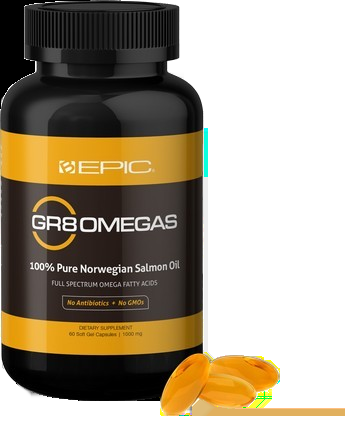 EPIC®
GR8 OMEGAS
100% Pure Norwegian Salmon Oil
FULL SPECTRUM OMEGA FATTY ACIDS
No Antibiotics + No GMOs
DIETARY SUPPLEMENT
60 Soft Gel Capsules | 1000 mg